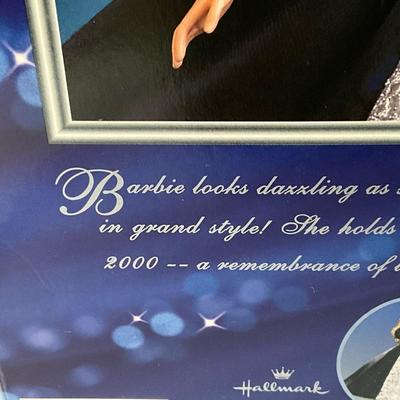 Barbie looks dazzling as
in grand style! She holds
2000 -- a remembrance of
Hallmark